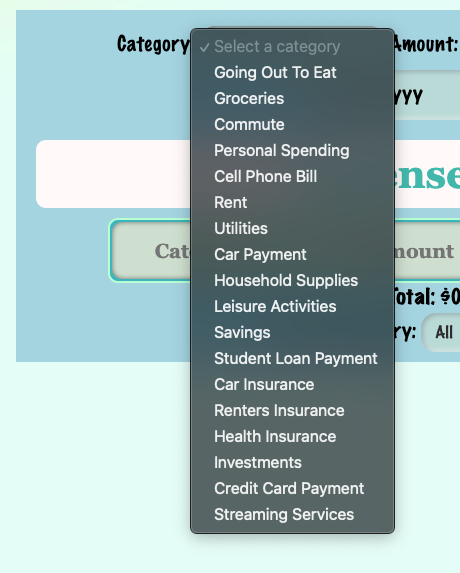 Category
✓ Select a category
Amount:
Going Out To Eat
Groceries
yyy
Commute
Personal Spending
Cell Phone Bill
Rent
Utilities
Car Payment
Household Supplies
Leisure Activities
Savings
Student Loan Payment
Car Insurance
Renters Insurance
Health Insurance
Investments
Credit Card Payment
Streaming Services
ense
Cate
mount
Total: $0
ry: All